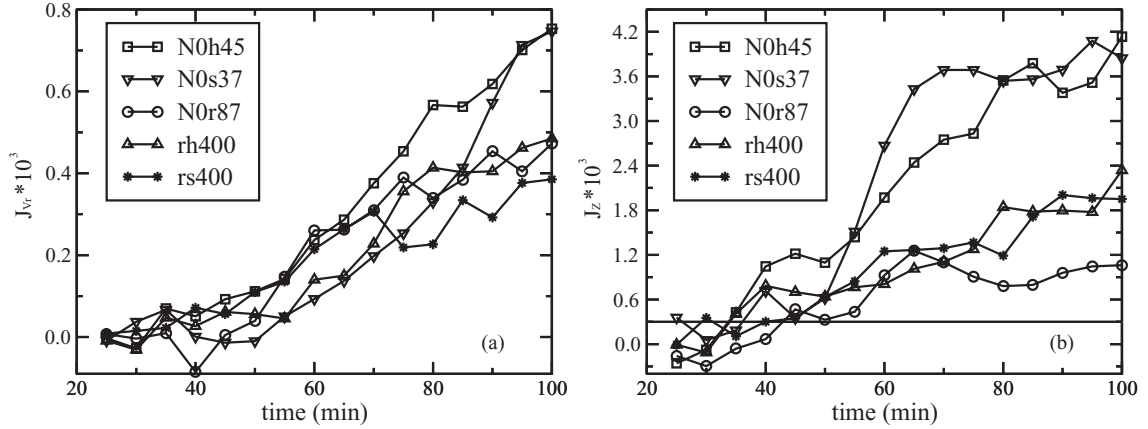 0.8
0.6
0.4
0.2
0.0
J_Vr *10^3
N0h45
N0s37
N0r87
rh400
rs400
(a)
20 40 60 80 100
time (min)
4.2
3.6
3.0
2.4
1.8
1.2
0.6
0.0
J_Z *10^3
N0h45
N0s37
N0r87
rh400
rs400
(b)
20 40 60 80 100
time (min)